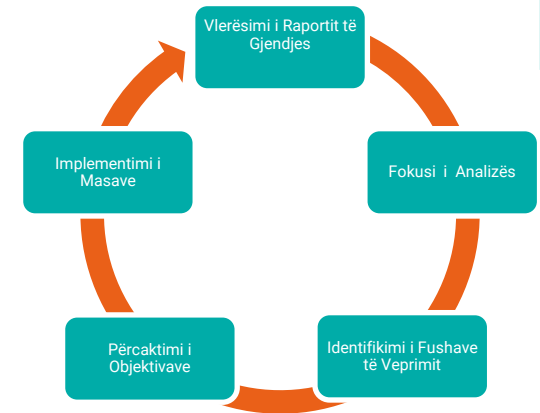 Vlerësimi i Raportit të
Gjendjes
Fokusi i Analizës
Identifikimi i Fushave
të Veprimit
Përcaktimi i
Objektivave
Implementimi i
Masave